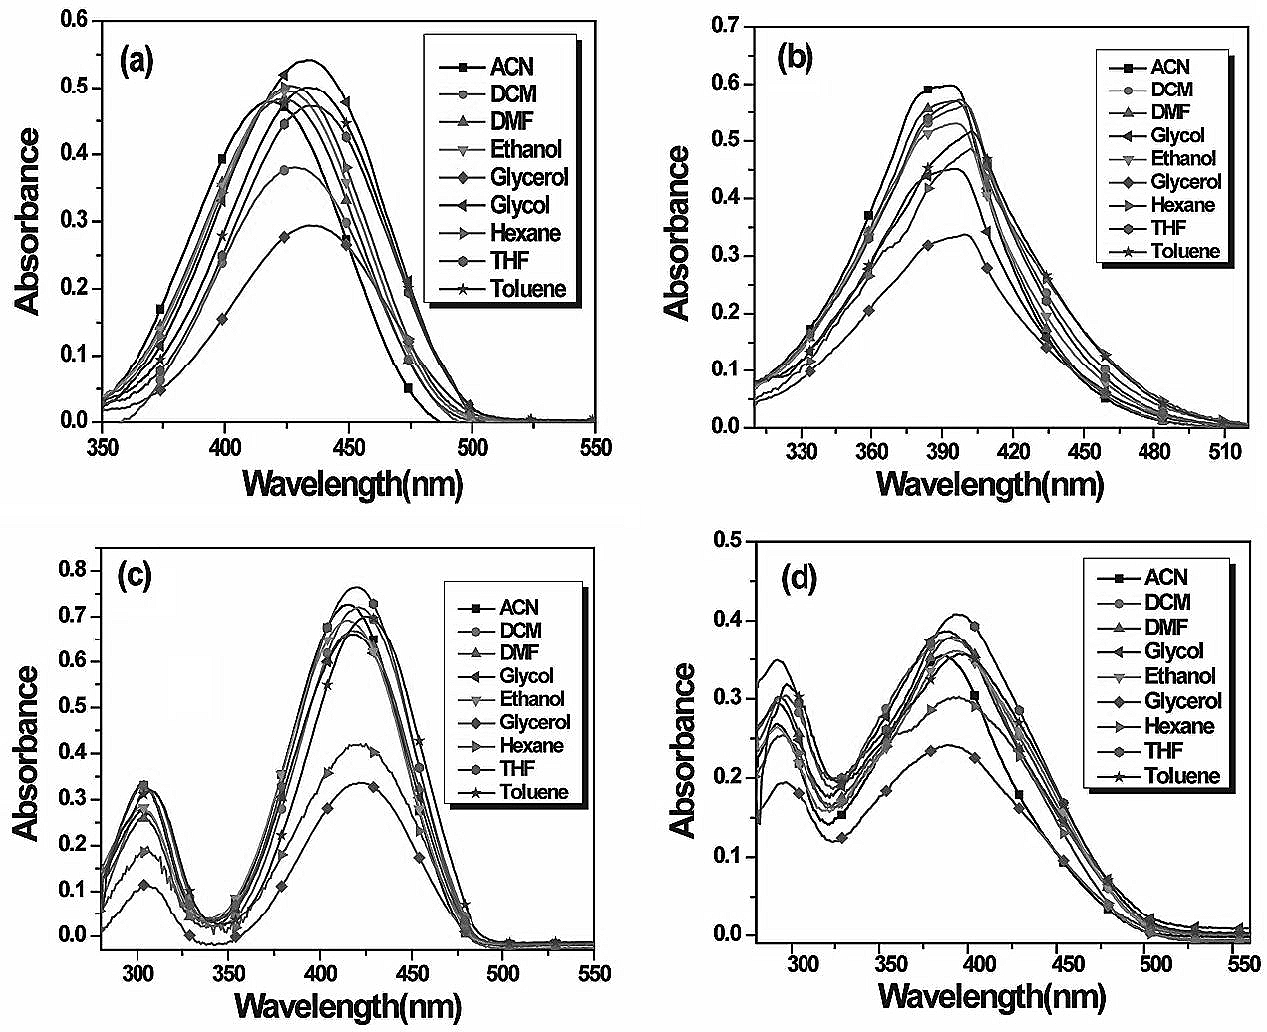 (a)
0.6
0.5
0.4
0.3
0.2
0.1
0.0
Absorbance
350 400 450 500 550
Wavelength(nm)
ACN
DCM
DMF
Ethanol
Glycerol
Glycol
Hexane
THF
Toluene
(b)
0.7
0.6
0.5
0.4
0.3
0.2
0.1
0.0
Absorbance
330 360 390 420 450 480 510
Wavelength(nm)
ACN
DCM
DMF
Glycol
Ethanol
Glycerol
Hexane
THF
Toluene
(c)
0.8
0.7
0.6
0.5
0.4
0.3
0.2
0.1
0.0
Absorbance
300 350 400 450 500 550
Wavelength(nm)
ACN
DCM
DMF
Glycol
Ethanol
Glycerol
Hexane
THF
Toluene
(d)
0.5
0.4
0.3
0.2
0.1
0.0
Absorbance
300 350 400 450 500 550
Wavelength(nm)
ACN
DCM
DMF
Glycol
Ethanol
Glycerol
Hexane
THF
Toluene